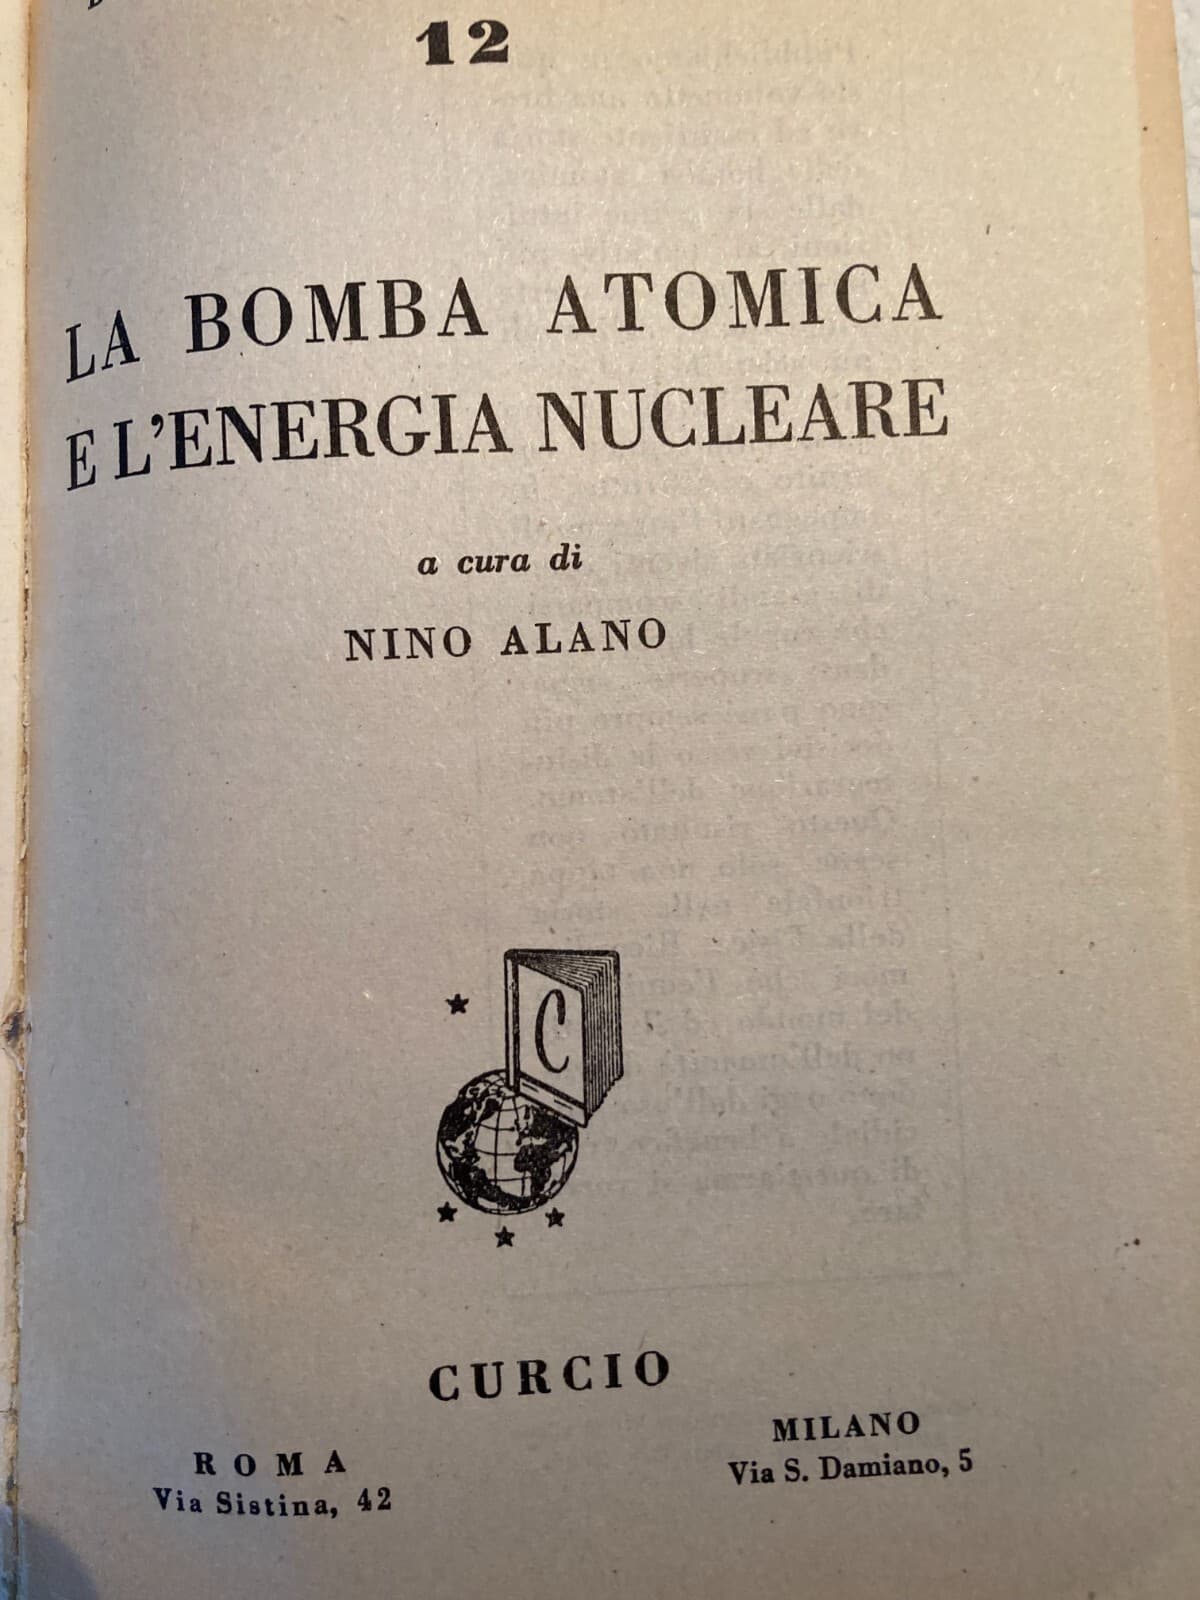 12
LA BOMBA ATOMICA
E L'ENERGIA NUCLEARE
a cura di
NINO ALANO
C
CURCIO
ROMA
Via Sistina, 42
MILANO
Via S. Damiano, 5